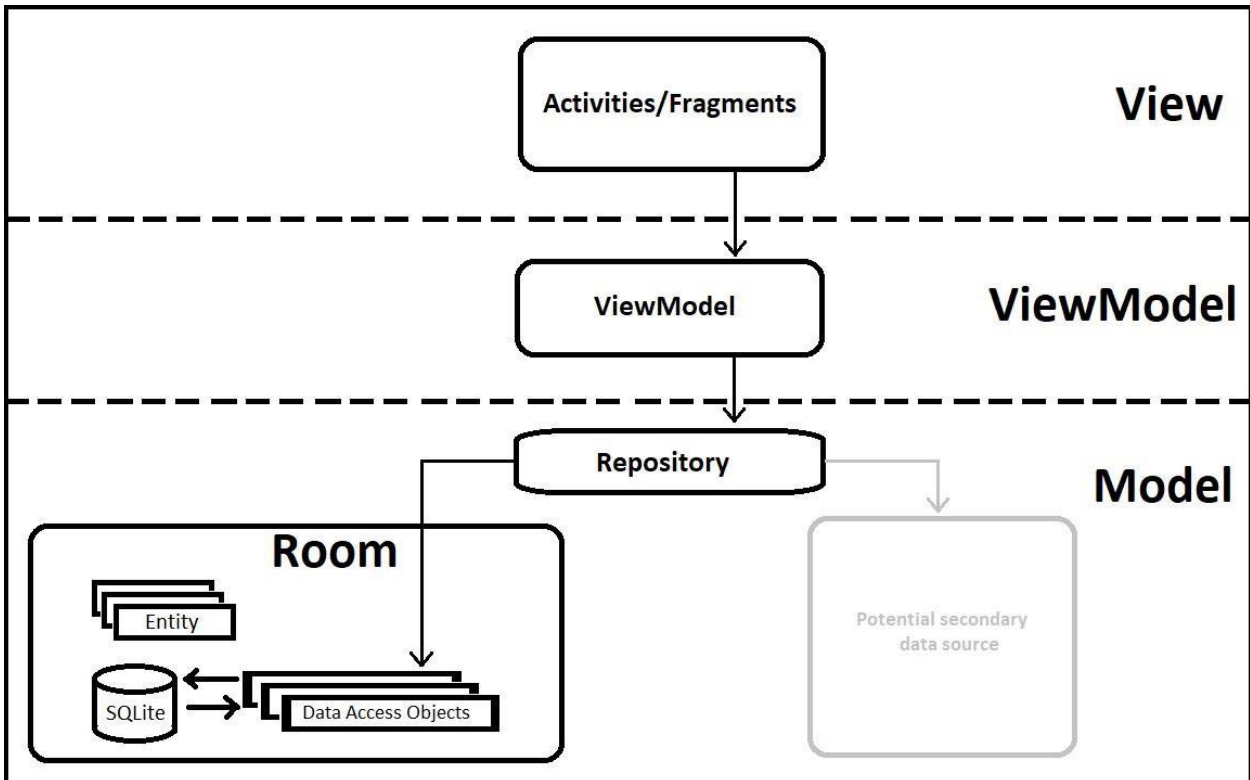 Activities/Fragments
View
ViewModel
ViewModel
Repository
Model
Room
Entity
SQLite
Data Access Objects
Potential secondary
data source